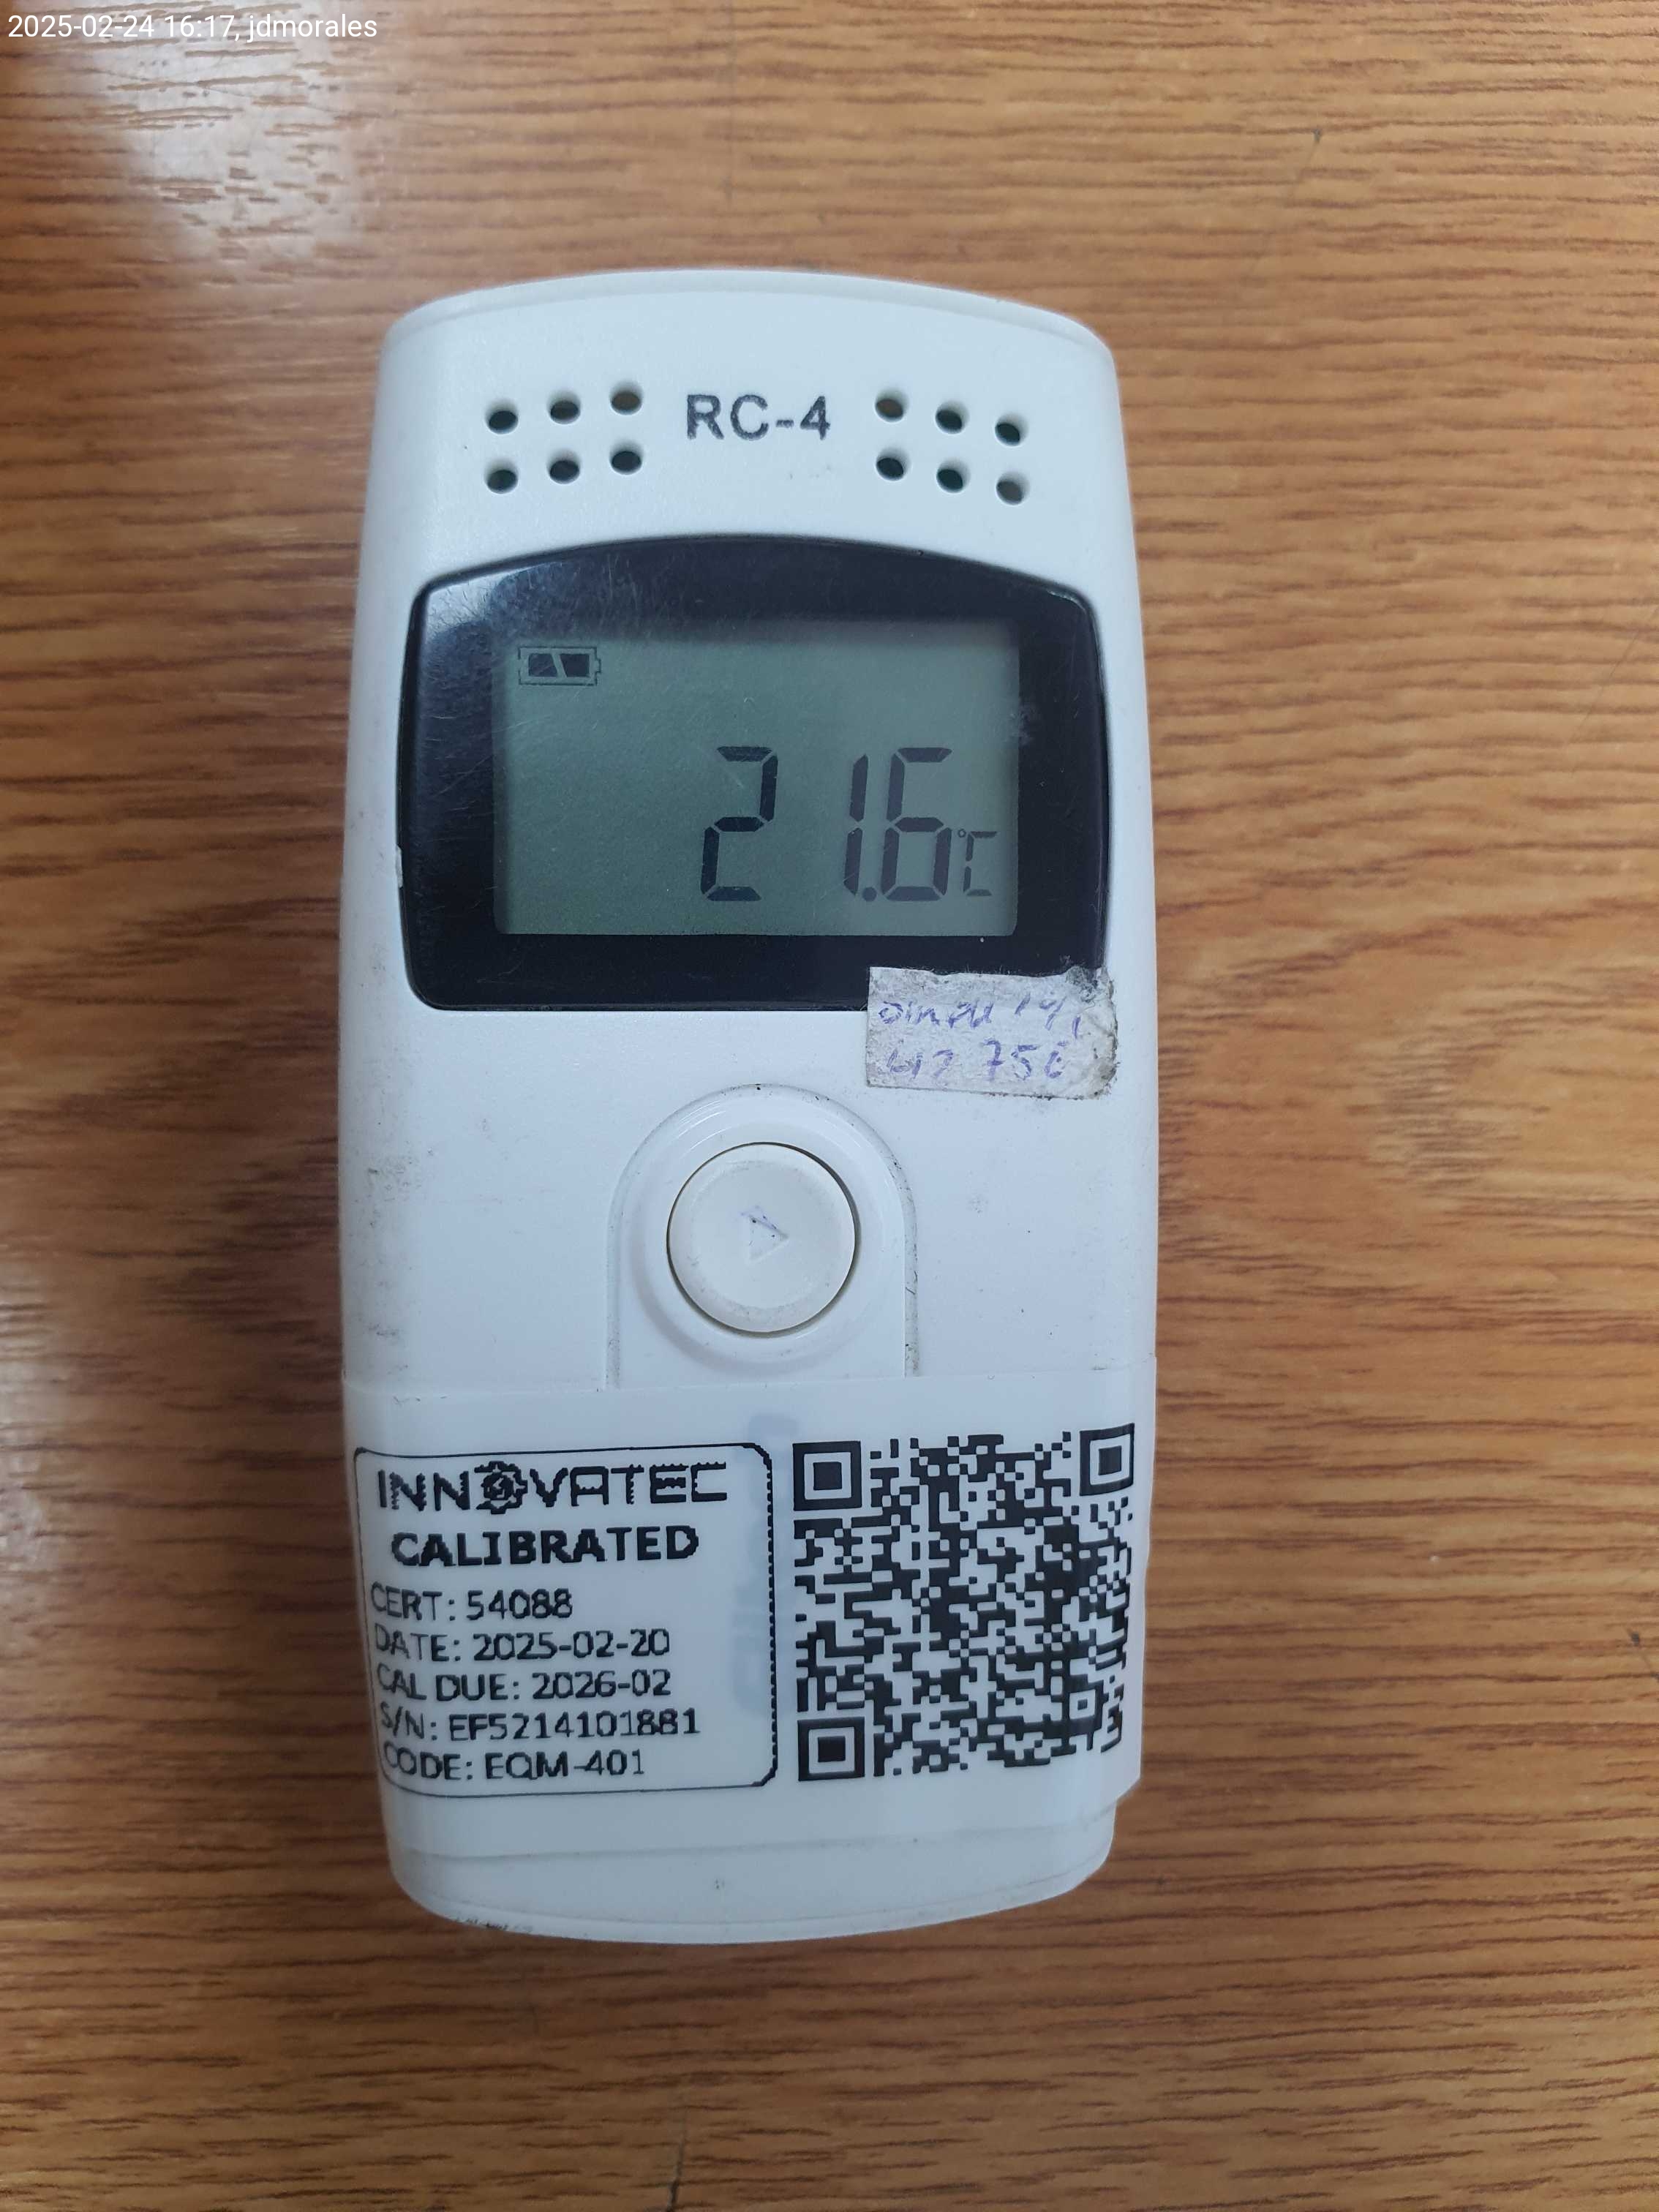 2025-02-24 16:17, jdmorales
RC-4
21.6°C
INNOVATEC
CALIBRATED
CERT: 54088
DATE: 2025-02-20
CAL DUE: 2026-02
S/N: EF5214101881
CODE: EQM-401